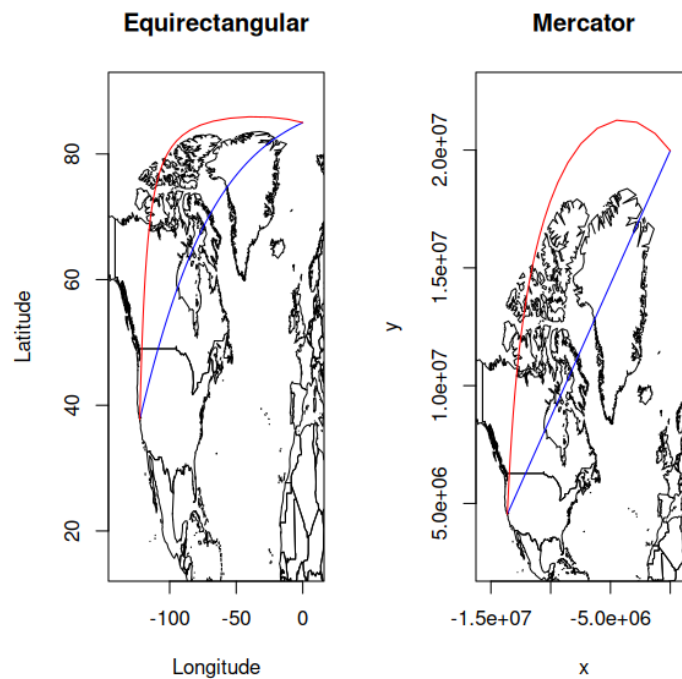 Equirectangular
Mercator
80
60
40
20
Latitude
-100
-50
0
Longitude
2.0e+07
1.5e+07
1.0e+07
5.0e+06
y
-1.5e+07
-5.0e+06
x